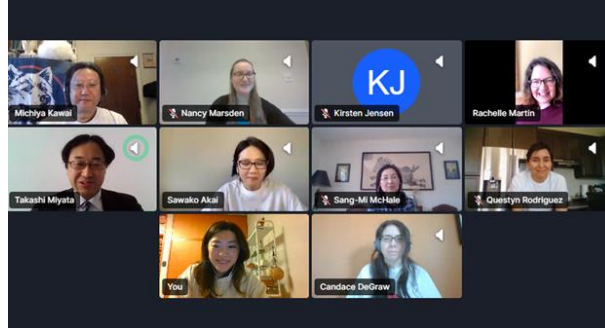 Michiya Kawai
Nancy Marsden
KJ
Kirsten Jensen
Rachelle Martin
Takashi Miyata
Sawako Akai
Sang-Mi McHale
Questyn Rodriguez
You
Candace DeGraw